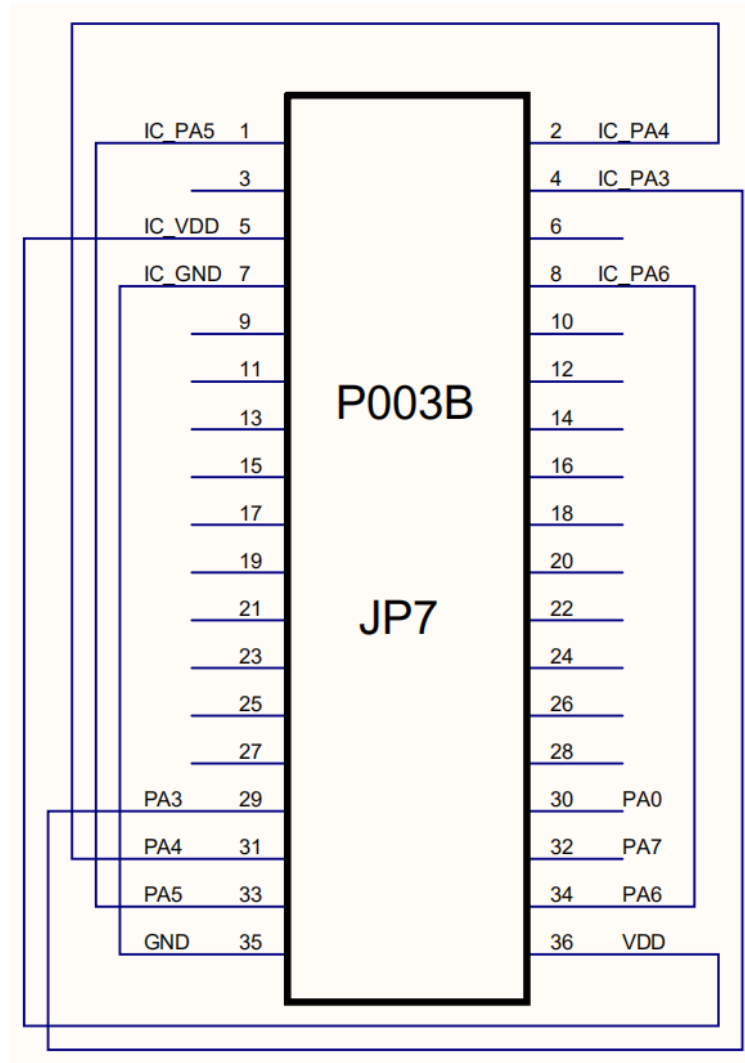 IC_PA5 1 2 IC_PA4
3 4 IC_PA3
IC_VDD 5 6
IC_GND 7 8 IC_PA6
9 10
11 12
P003B
13 14
15 16
17 18
19 20
21 22
JP7
23 24
25 26
27 28
PA3 29 30 PA0
PA4 31 32 PA7
PA5 33 34 PA6
GND 35 36 VDD